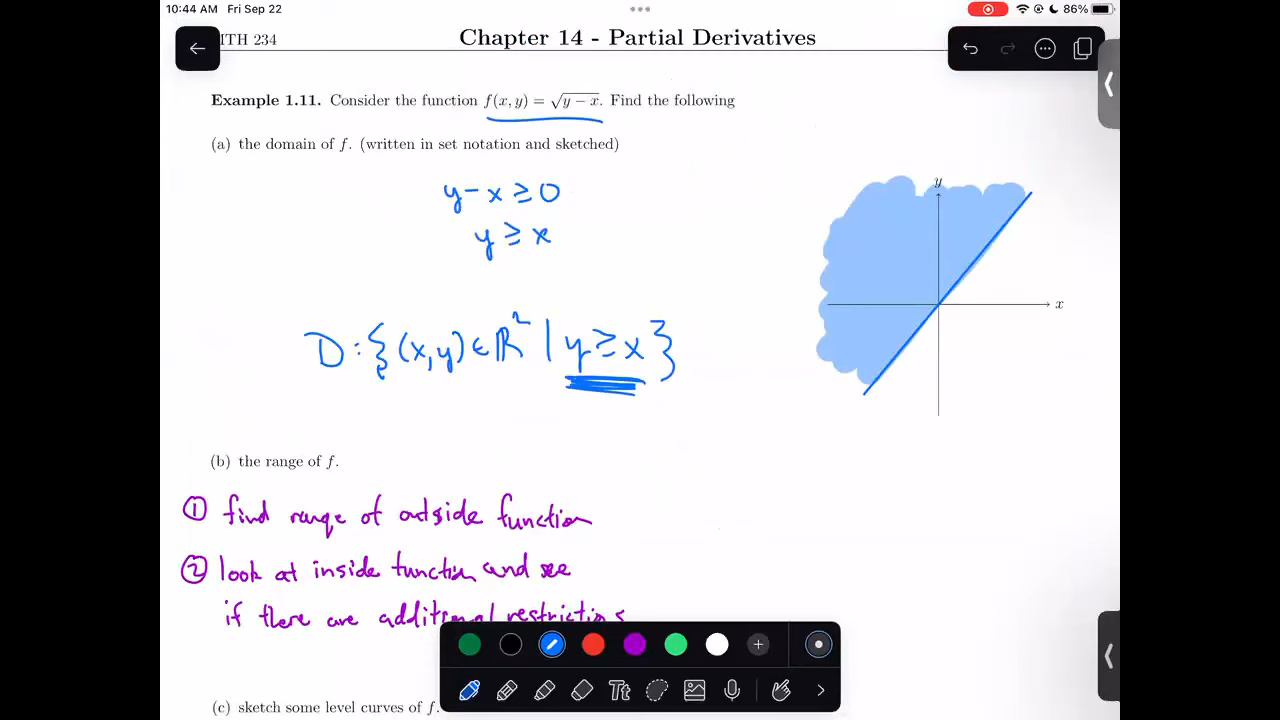 10:44 AM Fri Sep 22
86%
TH 234
Chapter 14 - Partial Derivatives
Example 1.11. Consider the function f(x, y) = √(y − x). Find the following
(a) the domain of f. (written in set notation and sketched)
y - x ≥ 0
y ≥ x
y
x
D: {(x,y) ∈ ℝ² | y ≥ x}
(b) the range of f.
① find range of outside function
② look at inside function and see
if there are additional restrictions
Tt
(c) sketch some level curves of f.